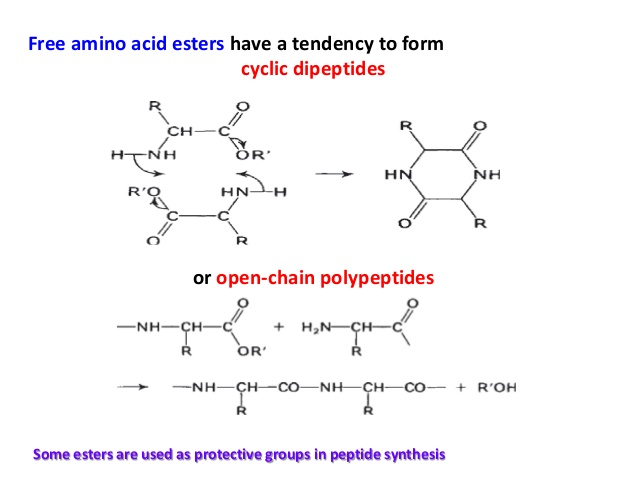 Free amino acid esters have a tendency to form
cyclic dipeptides
R O
CH—C
H—NH OR'
R'O HN—H
C—C
O R
R O
HN NH
O R
or open-chain polypeptides
—NH—CH—C O OR' + H₂N—CH—C O
R R
—NH—CH—CO—NH—CH—CO— + R'OH
R R
Some esters are used as protective groups in peptide synthesis